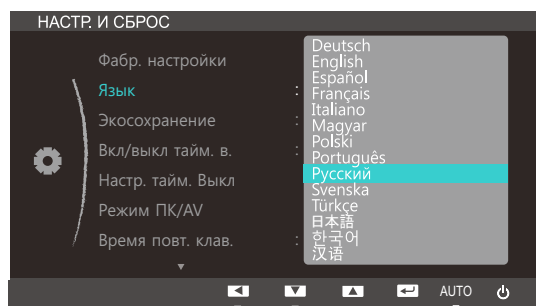 НАСТР. И СБРОС
Фабр. настройки
Язык :
Экосохранение :
Вкл/выкл тайм. в. :
Настр. тайм. Выкл
Режим ПК/AV
Время повт. клав. :
Deutsch
English
Español
Français
Italiano
Magyar
Polski
Português
Русский
Svenska
Türkçe
日本語
한국어
汉语
AUTO